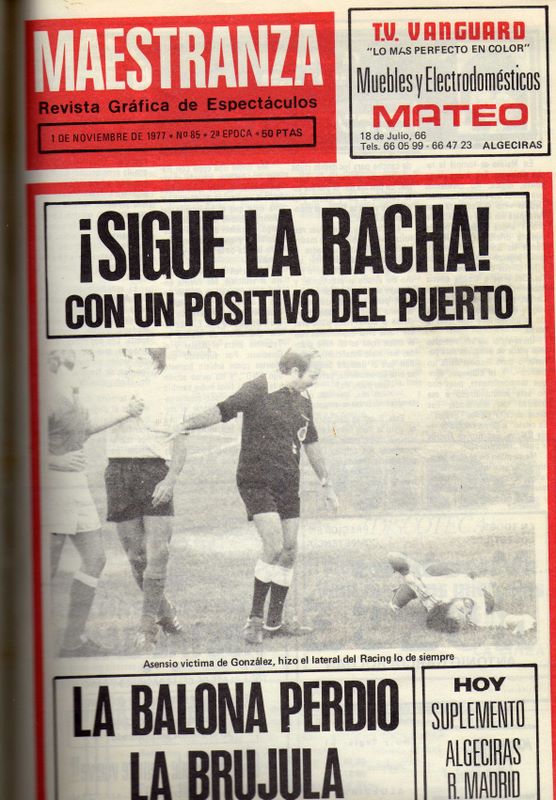 MAESTRANZA
Revista Gráfica de Espectáculos
1 DE NOVIEMBRE DE 1977 • Nº 85 • 2ª EPOCA • 50 PTAS
T.V. VANGUARD
"LO MAS PERFECTO EN COLOR"
Muebles y Electrodomésticos
MATEO
18 de Julio, 66
Tels. 66 05 99 - 66 47 23 ALGECIRAS
¡SIGUE LA RACHA!
CON UN POSITIVO DEL PUERTO
Asensio victima de González, hizo el lateral del Racing lo de siempre
LA BALONA PERDIO
LA BRUJULA
HOY
SUPLEMENTO
ALGECIRAS
R. MADRID